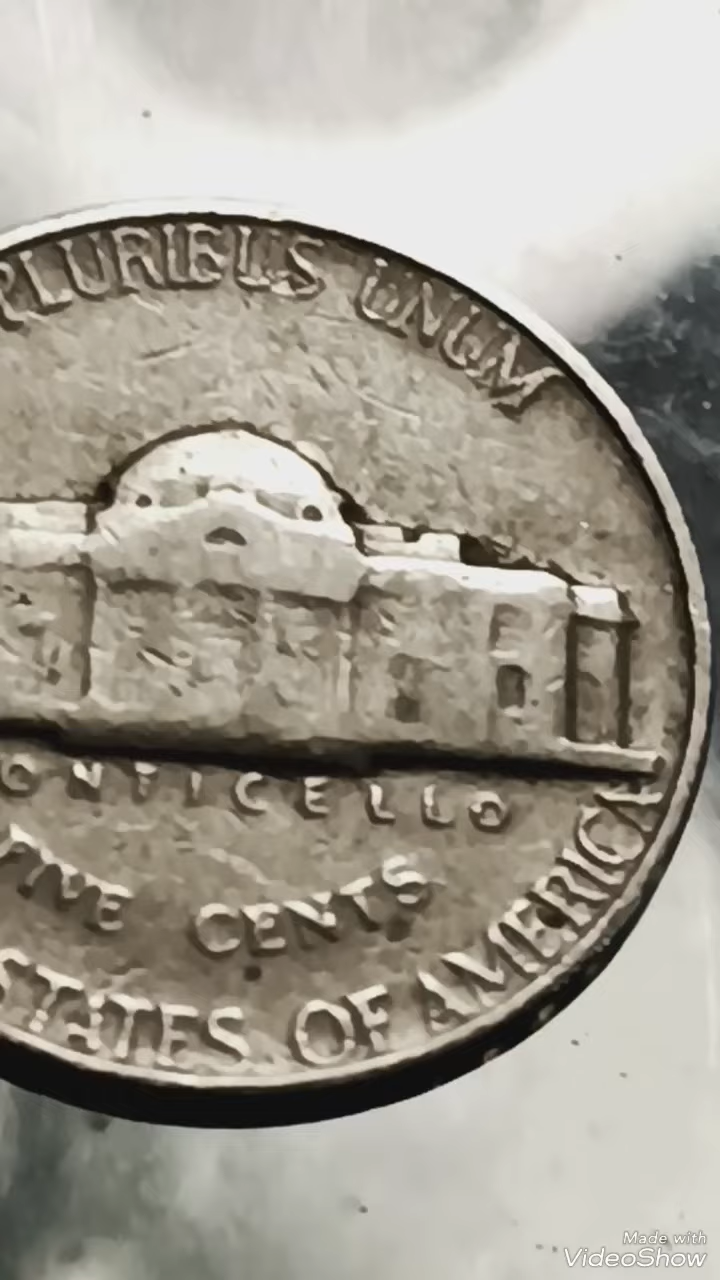 PLURIBUS UNUM
ONTICELLO
FIVE CENTS
STATES OF AMERICA
Made with
VideoShow